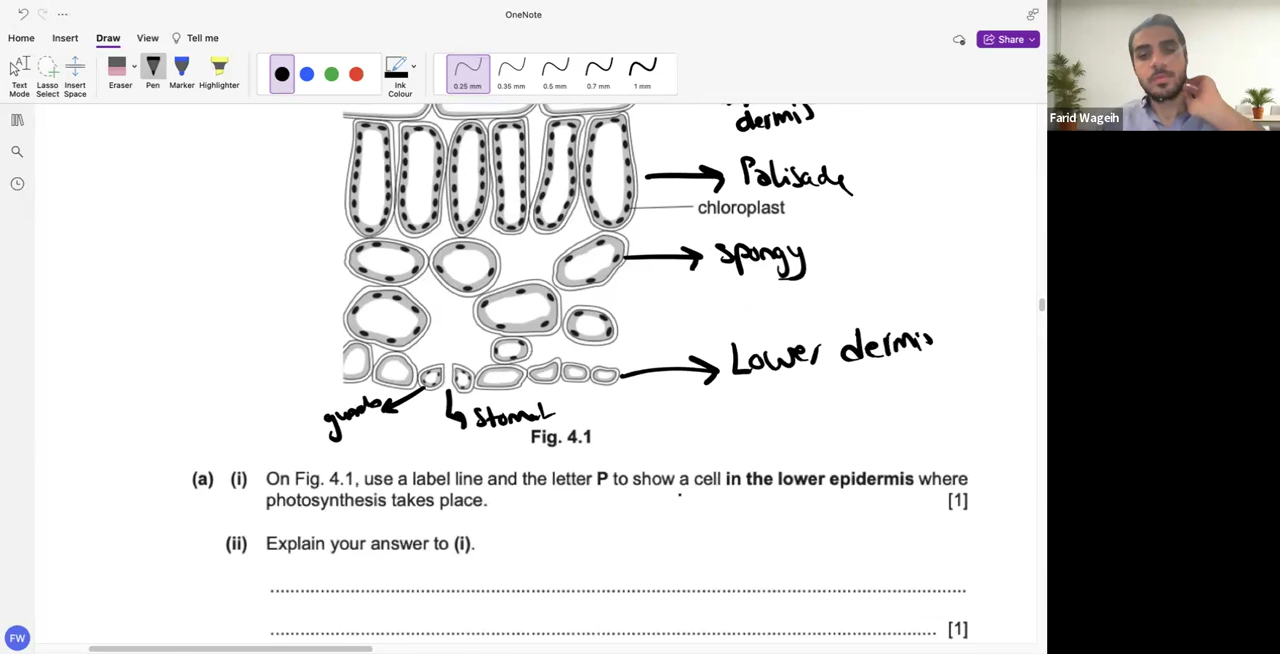 OneNote
Home Insert Draw View Tell me
Share
Text Mode
Lasso Select
Insert Space
Eraser
Pen
Marker
Highlighter
Ink Colour
0.25 mm
0.35 mm
0.5 mm
0.7 mm
1 mm
Farid Wageih
dermis
Palisade
chloroplast
spongy
Lower dermis
Stomat
Fig. 4.1
(a) (i) On Fig. 4.1, use a label line and the letter P to show a cell in the lower epidermis where
photosynthesis takes place. [1]
(ii) Explain your answer to (i).
[1]
FW